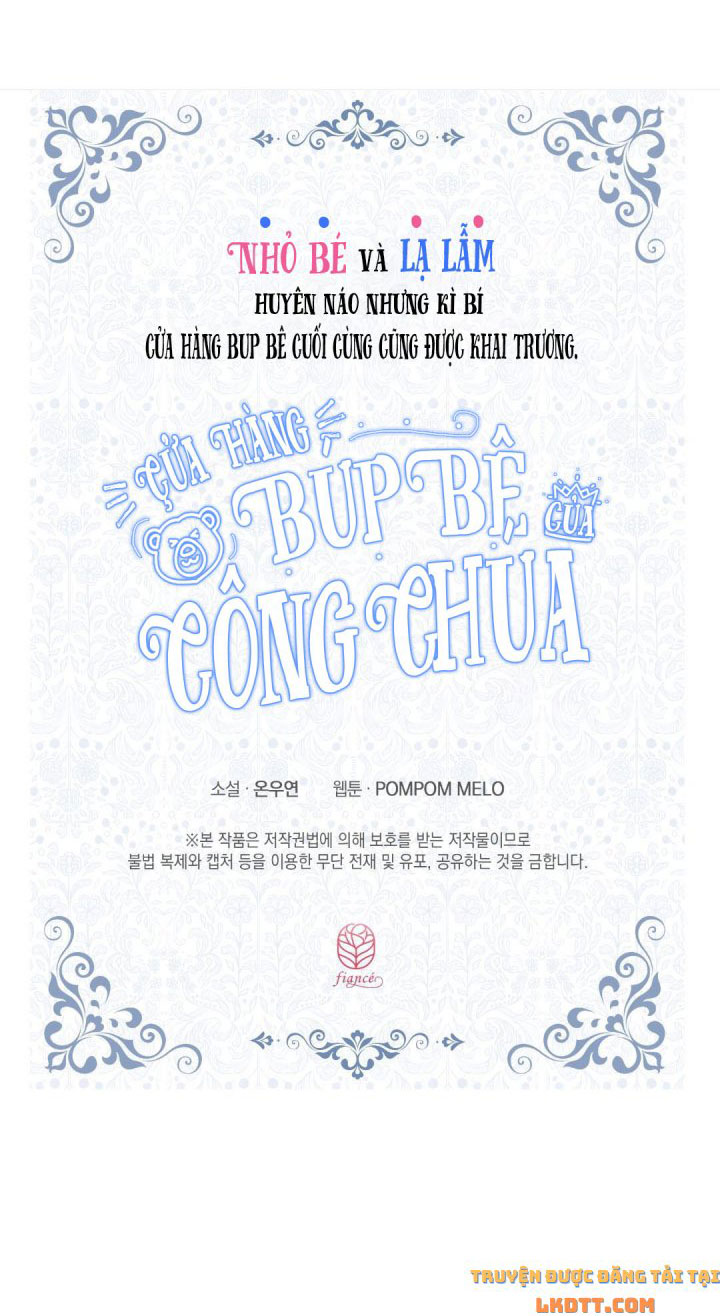 NHỎ BÉ VÀ LẠ LẪM
HUYÊN NÁO NHƯNG KÌ BÍ
CỬA HÀNG BUP BÊ CUỐI CÙNG CŨNG ĐƯỢC KHAI TRƯƠNG.
CỬA HÀNG
BUP BÊ
CỦA
CÔNG CHÚA
소설 · 온우연 웹툰 · POMPOM MELO
※본 작품은 저작권법에 의해 보호를 받는 저작물이므로
불법 복제와 캡처 등을 이용한 무단 전재 및 유포, 공유하는 것을 금합니다.
fiancé
TRUYỆN ĐƯỢC ĐĂNG TẢI TẠI
LKDTT.COM